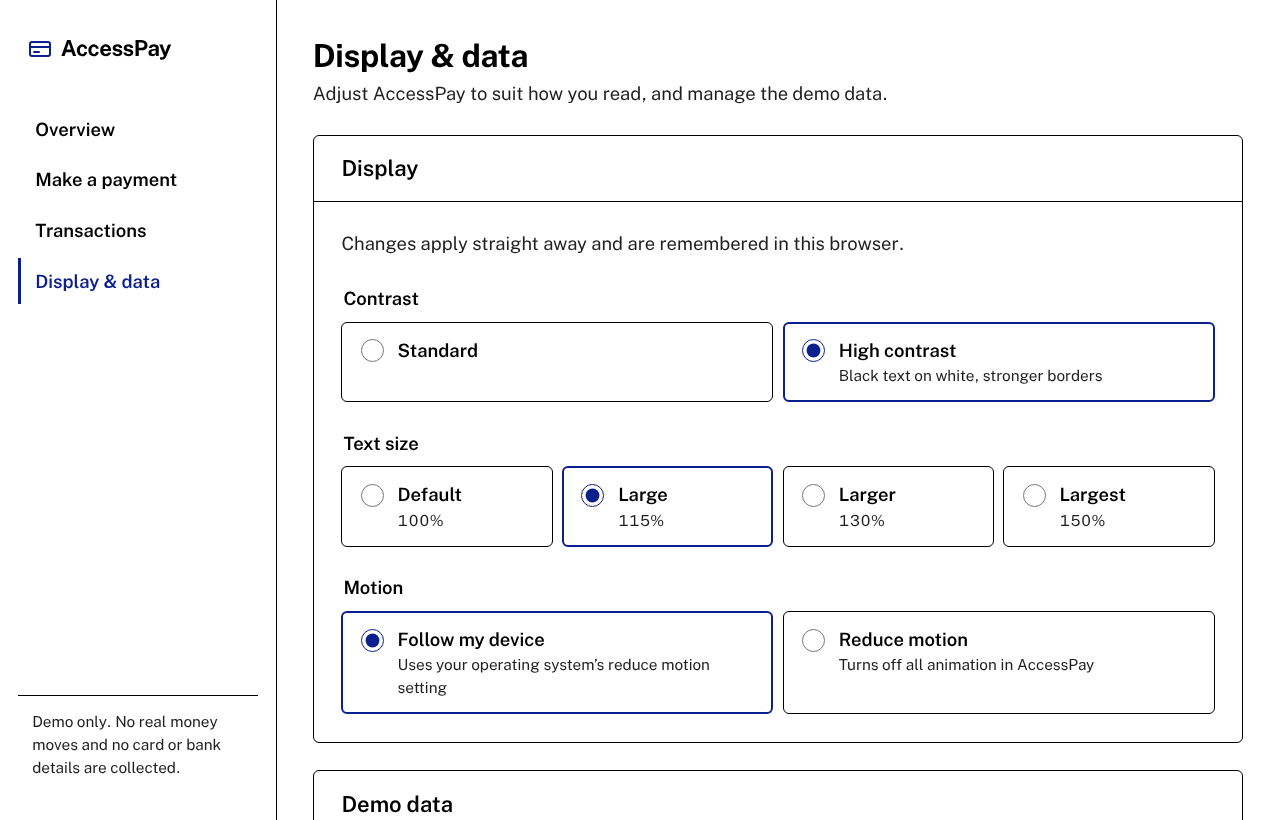 AccessPay
Overview
Make a payment
Transactions
Display & data
Demo only. No real money
moves and no card or bank
details are collected.
Display & data
Adjust AccessPay to suit how you read, and manage the demo data.
Display
Changes apply straight away and are remembered in this browser.
Contrast
Standard
High contrast
Black text on white, stronger borders
Text size
Default
100%
Large
115%
Larger
130%
Largest
150%
Motion
Follow my device
Uses your operating system’s reduce motion
setting
Reduce motion
Turns off all animation in AccessPay
Demo data